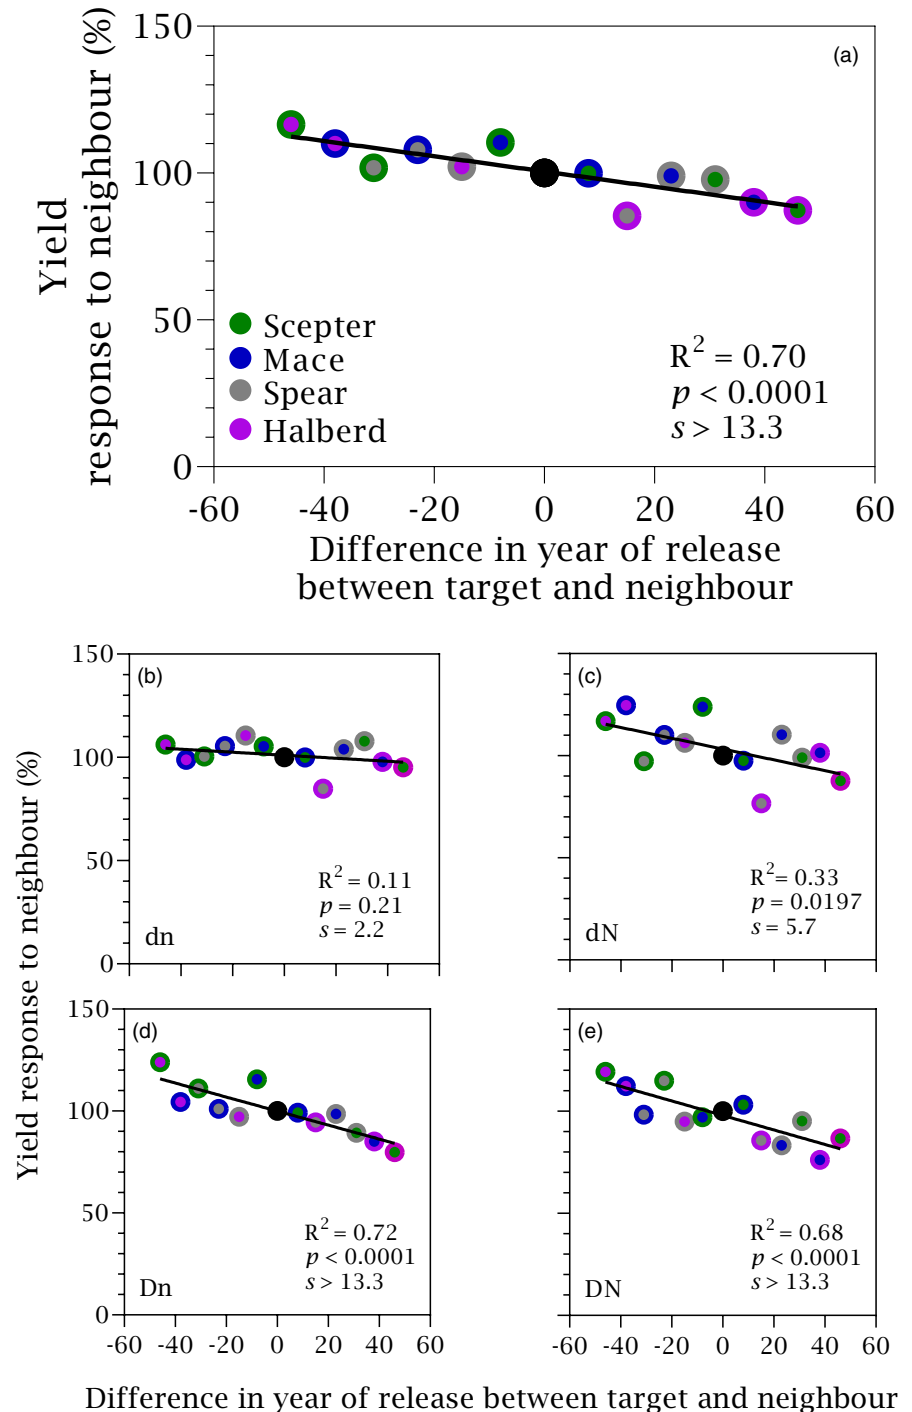 (a)
Yield
response to neighbour (%)
150
100
50
0
Scepter
Mace
Spear
Halberd
R² = 0.70
p < 0.0001
s > 13.3
-60 -40 -20 0 20 40 60
Difference in year of release
between target and neighbour
Yield response to neighbour (%)
150
100
50
0
(b)
R² = 0.11
p = 0.21
s = 2.2
dn
(c)
R² = 0.33
p = 0.0197
s = 5.7
dN
150
100
50
0
(d)
R² = 0.72
p < 0.0001
s > 13.3
Dn
-60 -40 -20 0 20 40 60
(e)
R² = 0.68
p < 0.0001
s > 13.3
DN
-60 -40 -20 0 20 40 60
Difference in year of release between target and neighbour